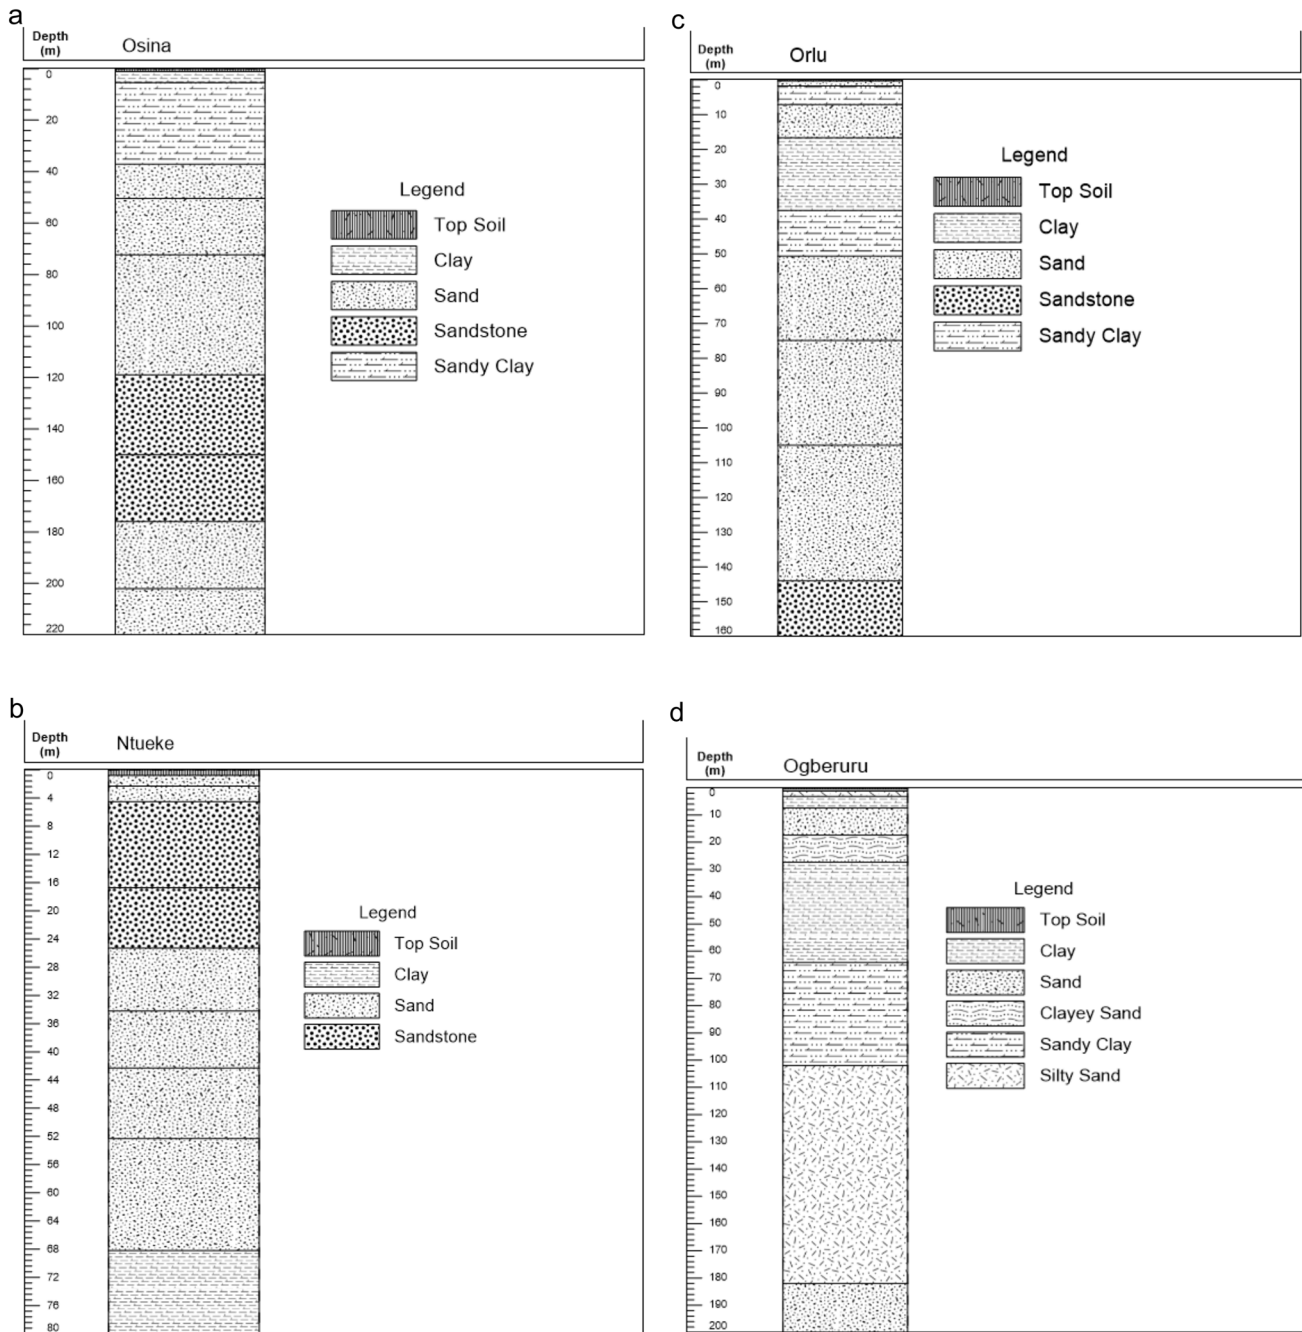 a
Depth
(m)
Osina
0
20
40
60
80
100
120
140
160
180
200
220
Legend
Top Soil
Clay
Sand
Sandstone
Sandy Clay
c
Depth
(m)
Orlu
0
10
20
30
40
50
60
70
80
90
100
110
120
130
140
150
160
Legend
Top Soil
Clay
Sand
Sandstone
Sandy Clay
b
Depth
(m)
Ntueke
0
4
8
12
16
20
24
28
34
36
40
44
48
52
56
60
64
68
72
76
80
Legend
Top Soil
Clay
Sand
Sandstone
d
Depth
(m)
Ogberuru
0
10
20
30
40
50
60
70
80
90
100
110
120
130
140
150
160
170
180
190
200
Legend
Top Soil
Clay
Sand
Clayey Sand
Sandy Clay
Silty Sand